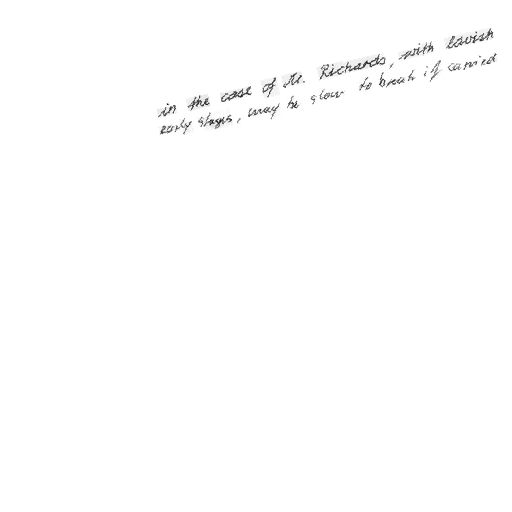 in the case of Mr. Richards, with lavish
early stages, may be slow to break if carried